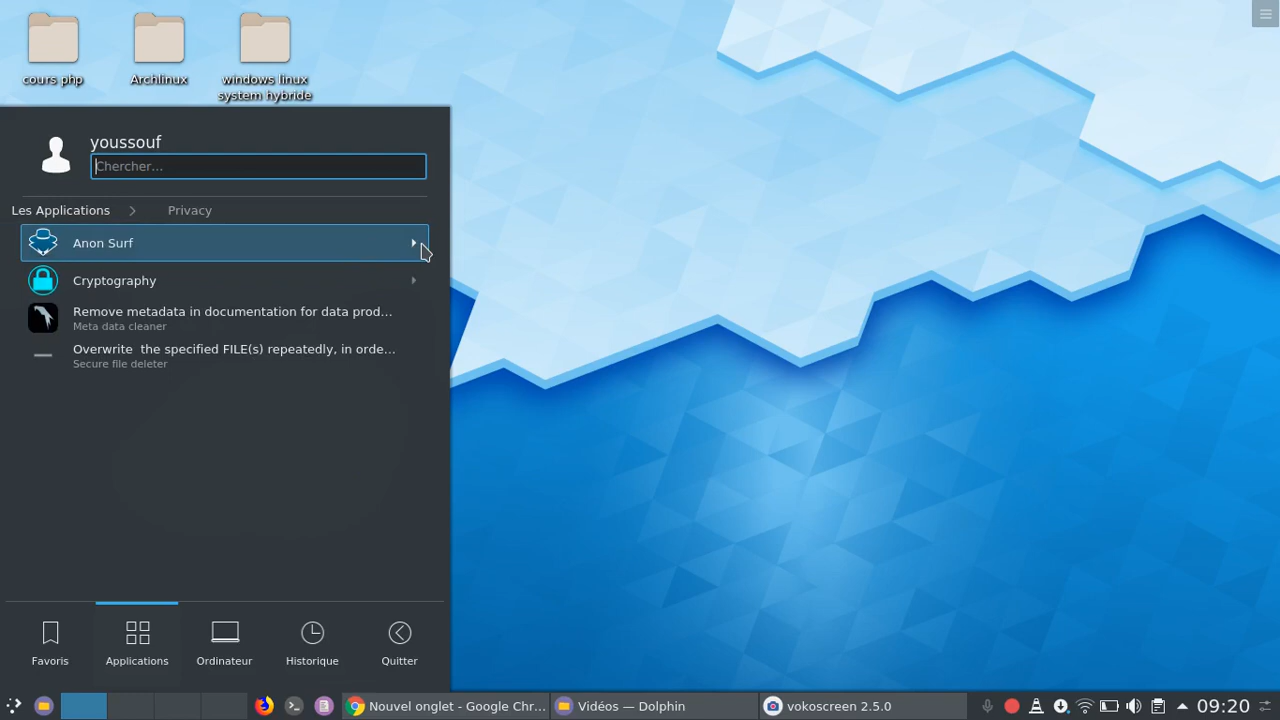 cours php
Archlinux
windows linux
system hybride
youssouf
Chercher...
Les Applications
Privacy
Anon Surf
Cryptography
Remove metadata in documentation for data prod...
Meta data cleaner
Overwrite  the specified FILE(s) repeatedly, in orde...
Secure file deleter
Favoris
Applications
Ordinateur
Historique
Quitter
Nouvel onglet - Google Chr...
Vidéos — Dolphin
vokoscreen 2.5.0
09:20